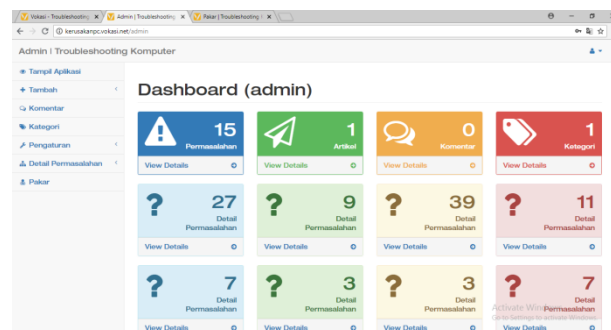 Vokasi - Troubleshooting
Admin | Troubleshooting
Pakar | Troubleshooting
kerusakanpc.vokasi.net/admin
Admin | Troubleshooting Komputer
Tampil Aplikasi
Tambah
Komentar
Kategori
Pengaturan
Detail Permasalahan
Pakar
Dashboard (admin)
15
Permasalahan
View Details
1
Artikel
View Details
0
Komentar
View Details
1
Ketegori
View Details
27
Detail
Permasalahan
View Details
9
Detail
Permasalahan
View Details
39
Detail
Permasalahan
View Details
11
Detail
Permasalahan
View Details
7
Detail
Permasalahan
View Details
3
Detail
Permasalahan
View Details
3
Detail
Permasalahan
View Details
7
Detail
Permasalahan
View Details
Activate Windows
Go to Settings to activate Windows.